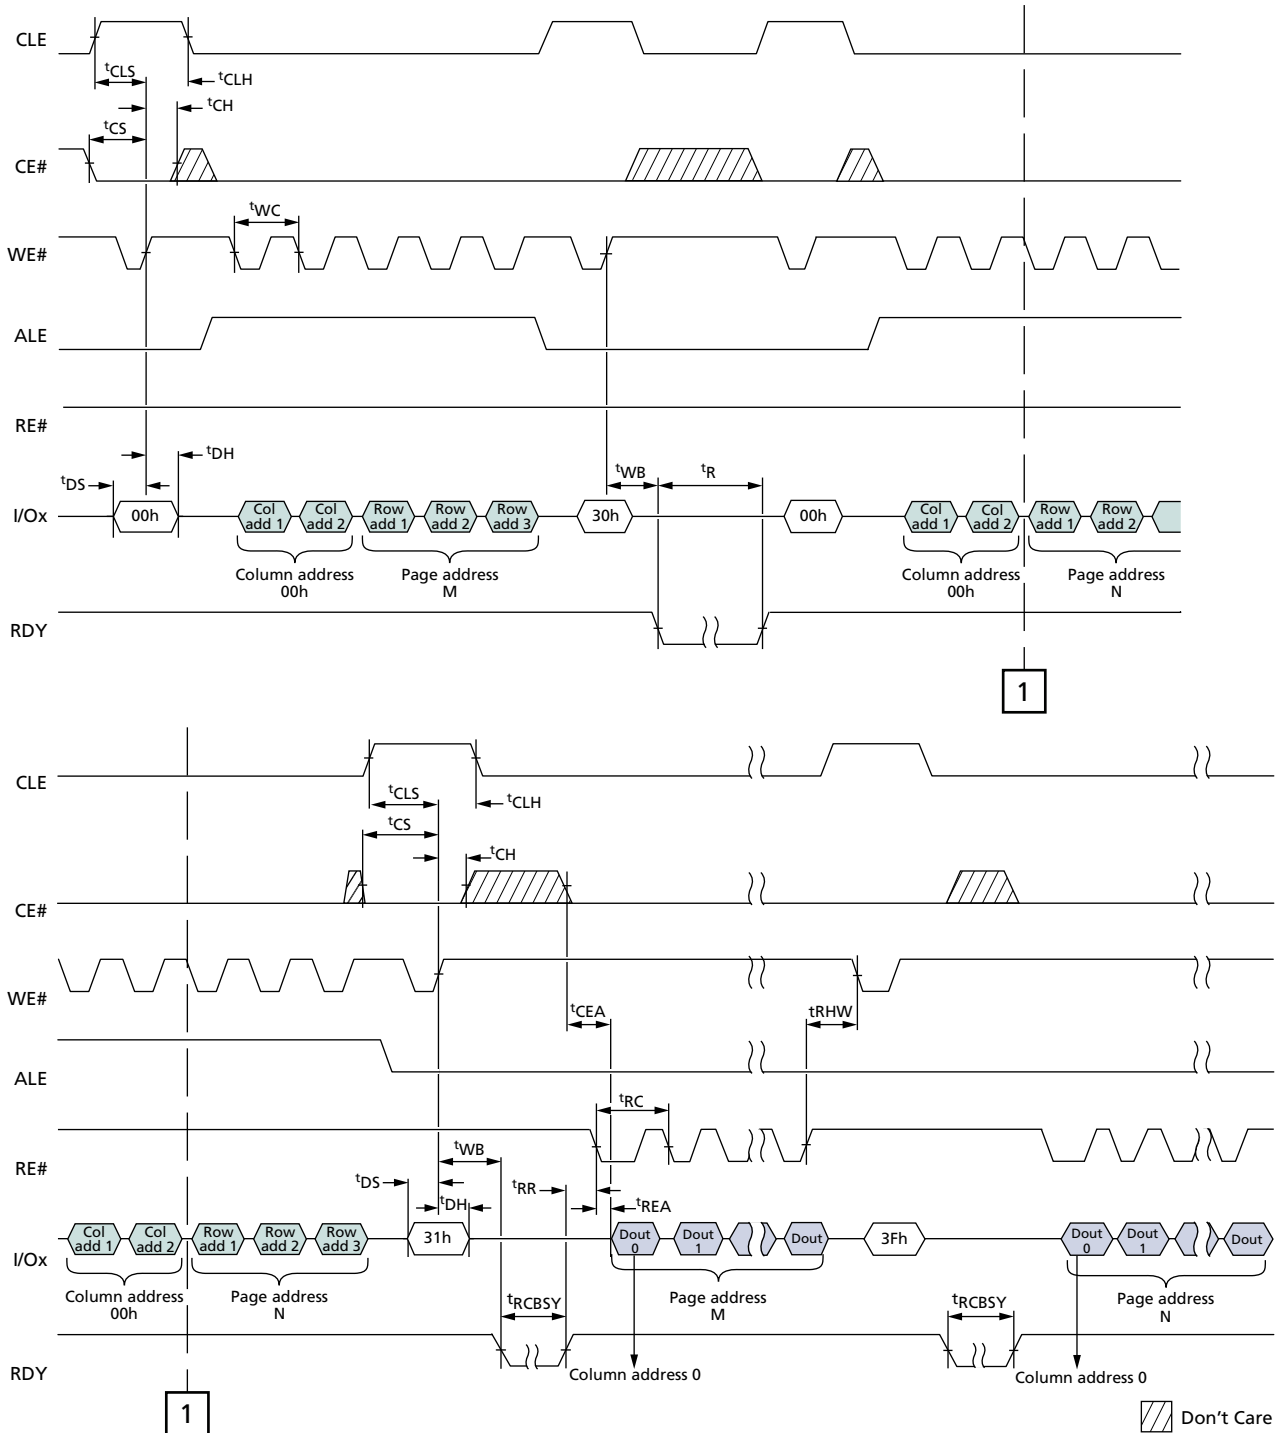 CLE
tCLS
tCLH
tCH
tCS
CE#
tWC
WE#
ALE
RE#
tDH
tDS
tWB
tR
I/Ox
00h
Col add 1
Col add 2
Row add 1
Row add 2
Row add 3
30h
00h
Col add 1
Col add 2
Row add 1
Row add 2
Column address
00h
Page address
M
Column address
00h
Page address
N
RDY
1
CLE
tCLS
tCLH
tCS
tCH
CE#
WE#
tCEA
tRHW
ALE
tRC
RE#
tWB
tDS
tDH
tRR
tREA
I/Ox
Col add 1
Col add 2
Row add 1
Row add 2
Row add 3
31h
Dout 0
Dout 1
Dout
3Fh
Dout 0
Dout 1
Dout
Column address
00h
Page address
N
tRCBSY
Page address
M
tRCBSY
Page address
N
RDY
Column address 0
Column address 0
1
Don't Care